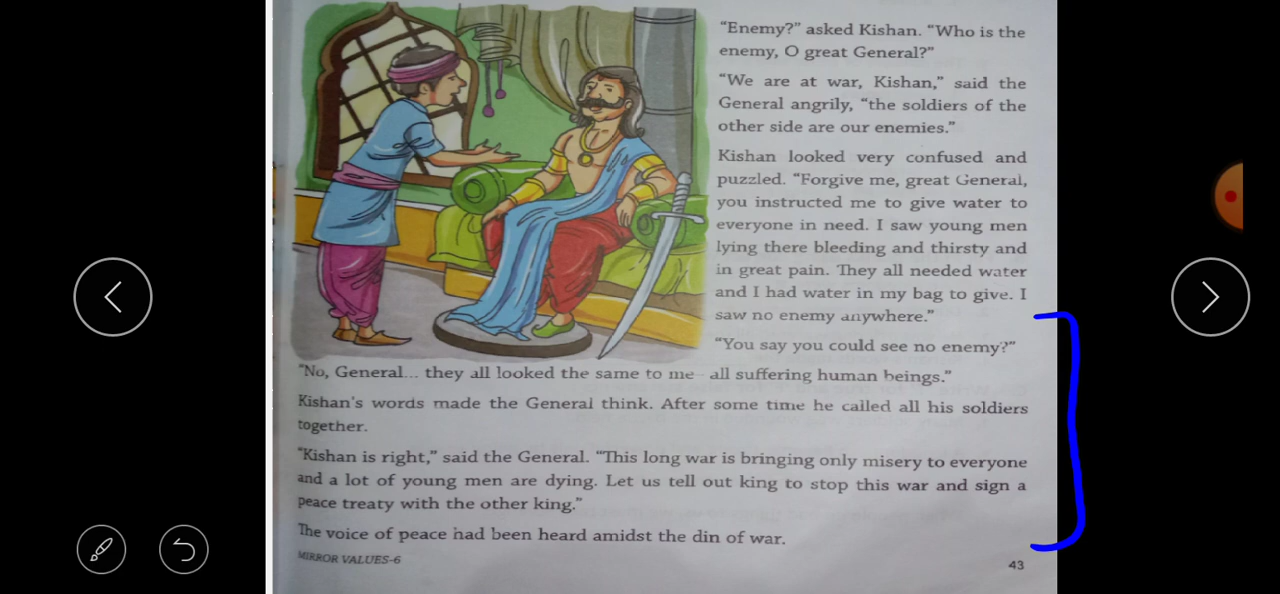 “Enemy?” asked Kishan. “Who is the
enemy, O great General?”
“We are at war, Kishan,” said the
General angrily, “the soldiers of the
other side are our enemies.”
Kishan looked very confused and
puzzled. “Forgive me, great General,
you instructed me to give water to
everyone in need. I saw young men
lying there bleeding and thirsty and
in great pain. They all needed water
and I had water in my bag to give. I
saw no enemy anywhere.”
“You say you could see no enemy?”
“No, General... they all looked the same to me— all suffering human beings.”
Kishan's words made the General think. After some time he called all his soldiers
together.
“Kishan is right,” said the General. “This long war is bringing only misery to everyone
and a lot of young men are dying. Let us tell out king to stop this war and sign a
peace treaty with the other king.”
The voice of peace had been heard amidst the din of war.
MIRROR VALUES-6
43